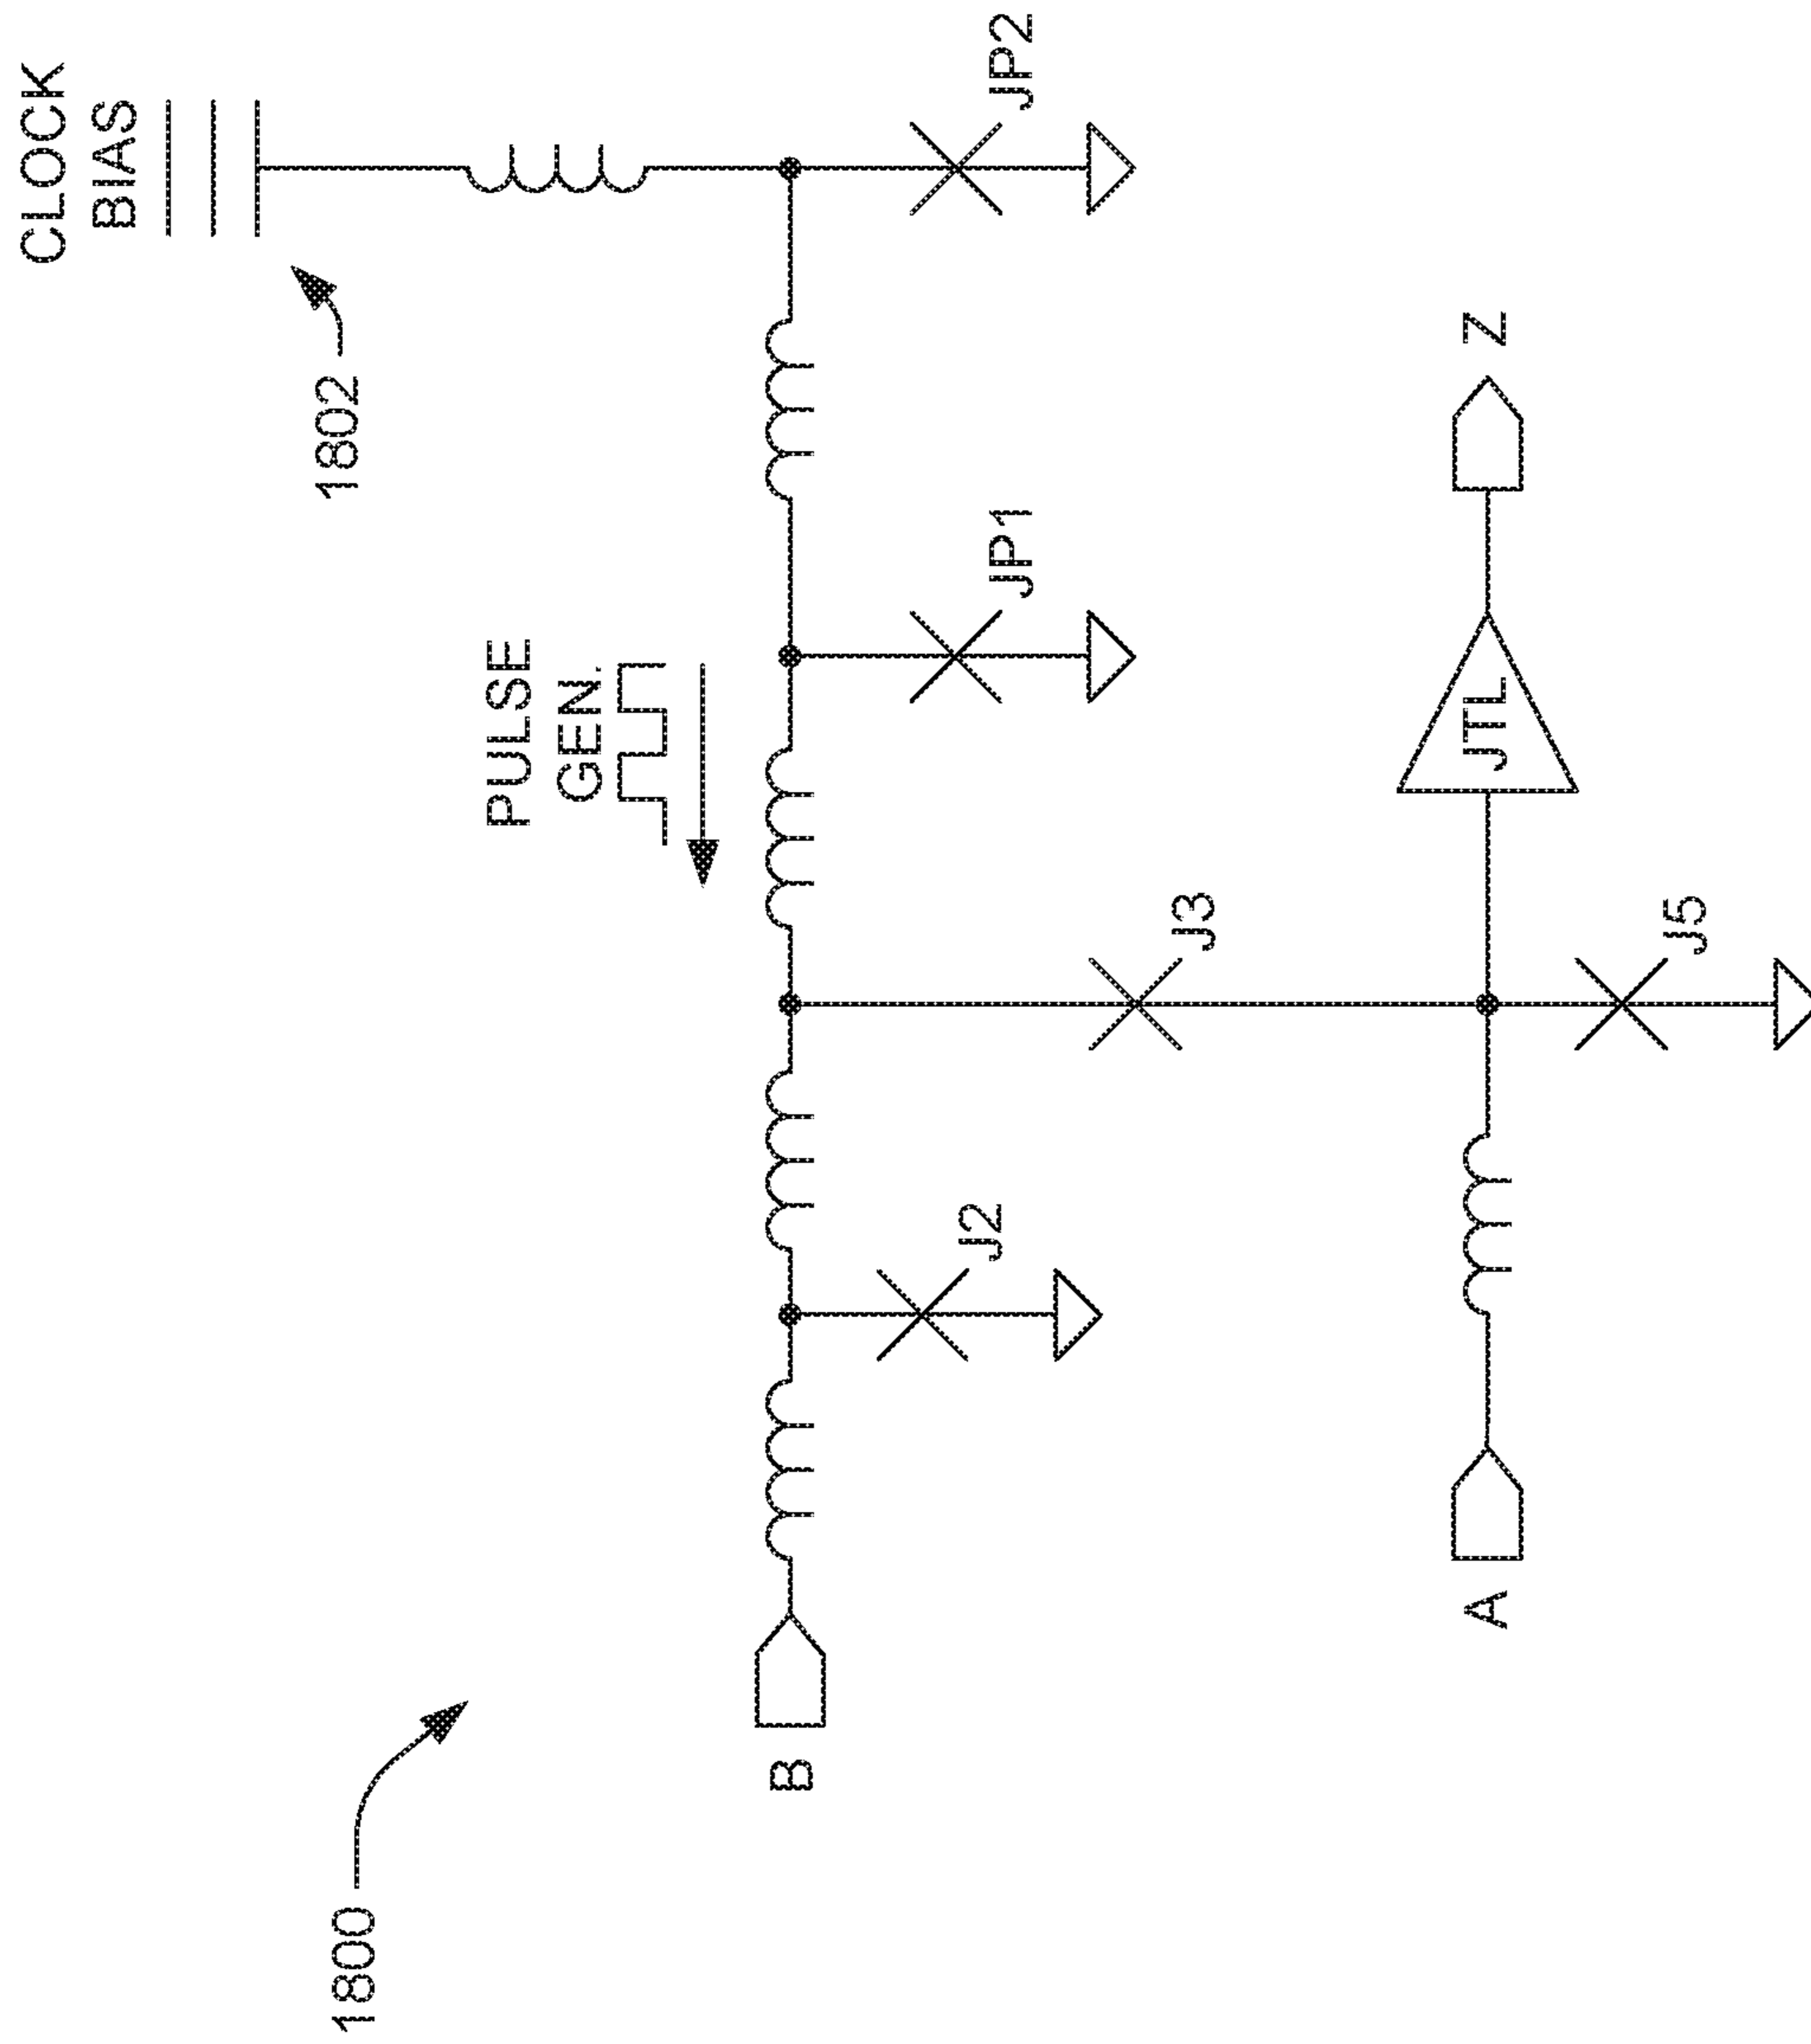 1800
1802
CLOCK
BIAS
PULSE
GEN.
B
J2
J3
JP1
JP2
A
J5
JTL
Z